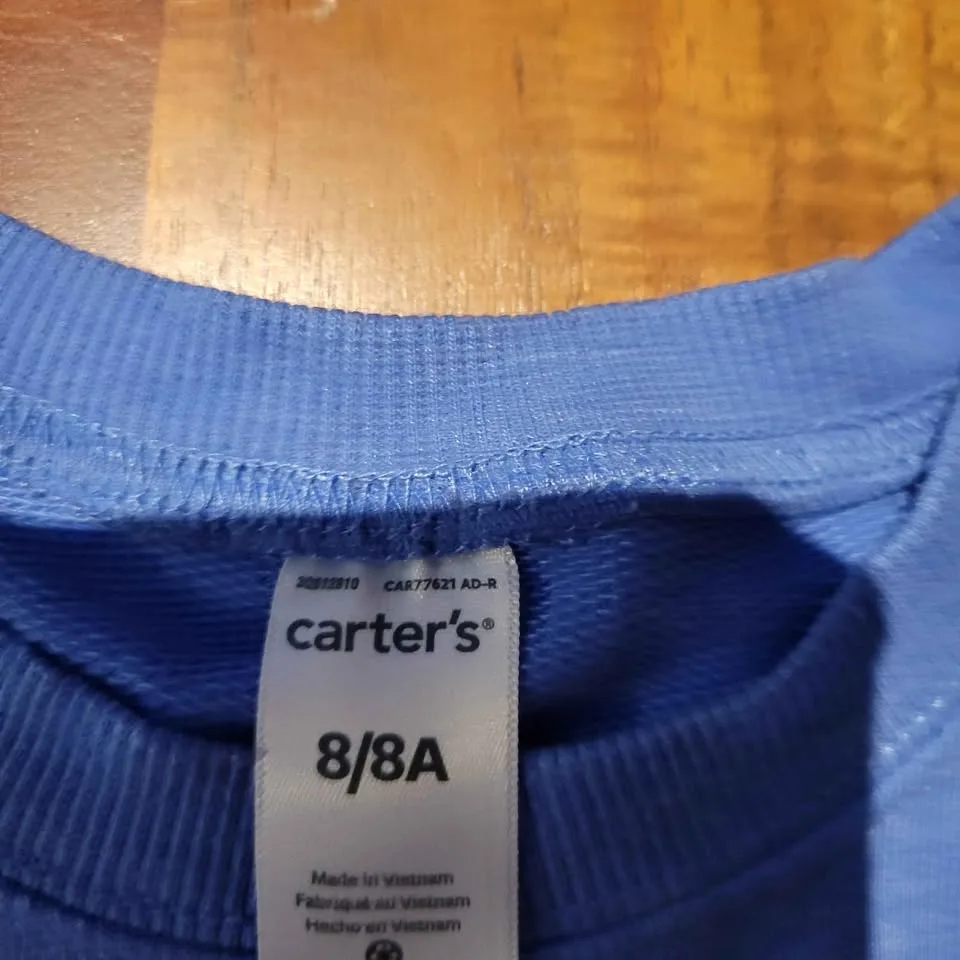 CAR77621 AD-R
carter's®
8/8A
Made in Vietnam
Fabriqué au Vietnam
Hecho en Vietnam